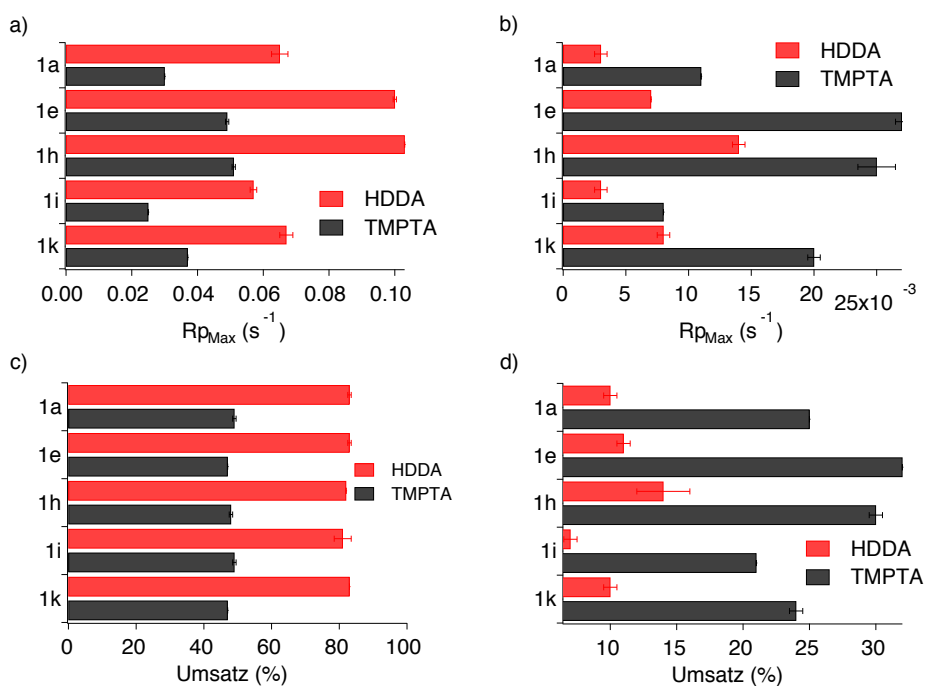 a)
1a
1e
1h
1i
1k
HDDA
TMPTA
0.00 0.02 0.04 0.06 0.08 0.10
Rp_Max (s⁻¹)
b)
1a
1e
1h
1i
1k
HDDA
TMPTA
0 5 10 15 20 25x10⁻³
Rp_Max (s⁻¹)
c)
1a
1e
1h
1i
1k
HDDA
TMPTA
0 20 40 60 80 100
Umsatz (%)
d)
1a
1e
1h
1i
1k
HDDA
TMPTA
10 15 20 25 30
Umsatz (%)